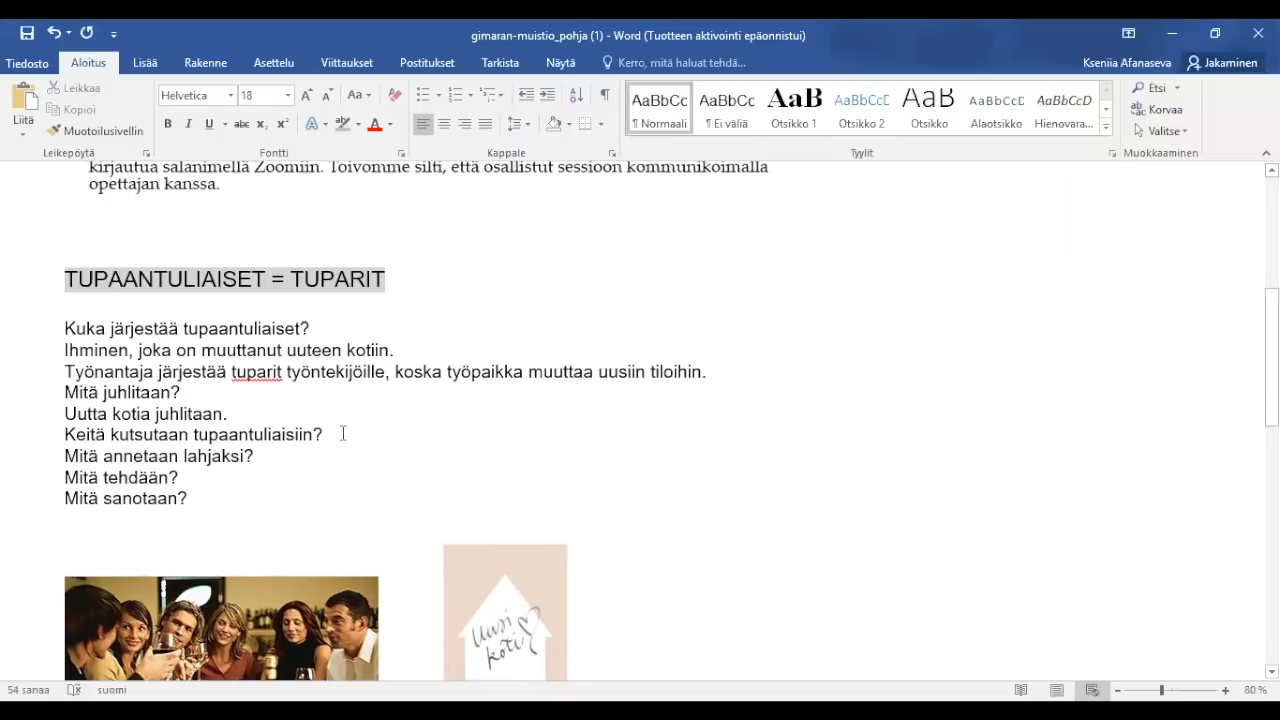 gimaran-muistio_pohja (1) - Word (Tuotteen aktivointi epäonnistui)
Tiedosto Aloitus Lisää Rakenne Asettelu Viittaukset Postitukset Tarkista Näytä Kerro, mitä haluat tehdä... Kseniia Afanaseva Jakaminen
Liitä
Leikkaa
Kopioi
Muotoilusivellin
Leikepöytä
Helvetica 18
Fontti
Kappale
AaBbCc AaBbCc AaB AaBbCcD AaB AaBbCcD AaBbCcD
¶ Normaali ¶ Ei väliä Otsikko 1 Otsikko 2 Otsikko Alaotsikko Hienovara...
Tyylit
Etsi
Korvaa
Valitse
Muokkaaminen
kirjautua salanimellä Zoomiin. Toivomme silti, että osallistut sessioon kommunikoimalla
opettajan kanssa.
TUPAANTULIAISET = TUPARIT
Kuka järjestää tupaantuliaiset?
Ihminen, joka on muuttanut uuteen kotiin.
Työnantaja järjestää tuparit työntekijöille, koska työpaikka muuttaa uusiin tiloihin.
Mitä juhlitaan?
Uutta kotia juhlitaan.
Keitä kutsutaan tupaantuliaisiin?
Mitä annetaan lahjaksi?
Mitä tehdään?
Mitä sanotaan?
Uusi
koti
54 sanaa suomi 80 %